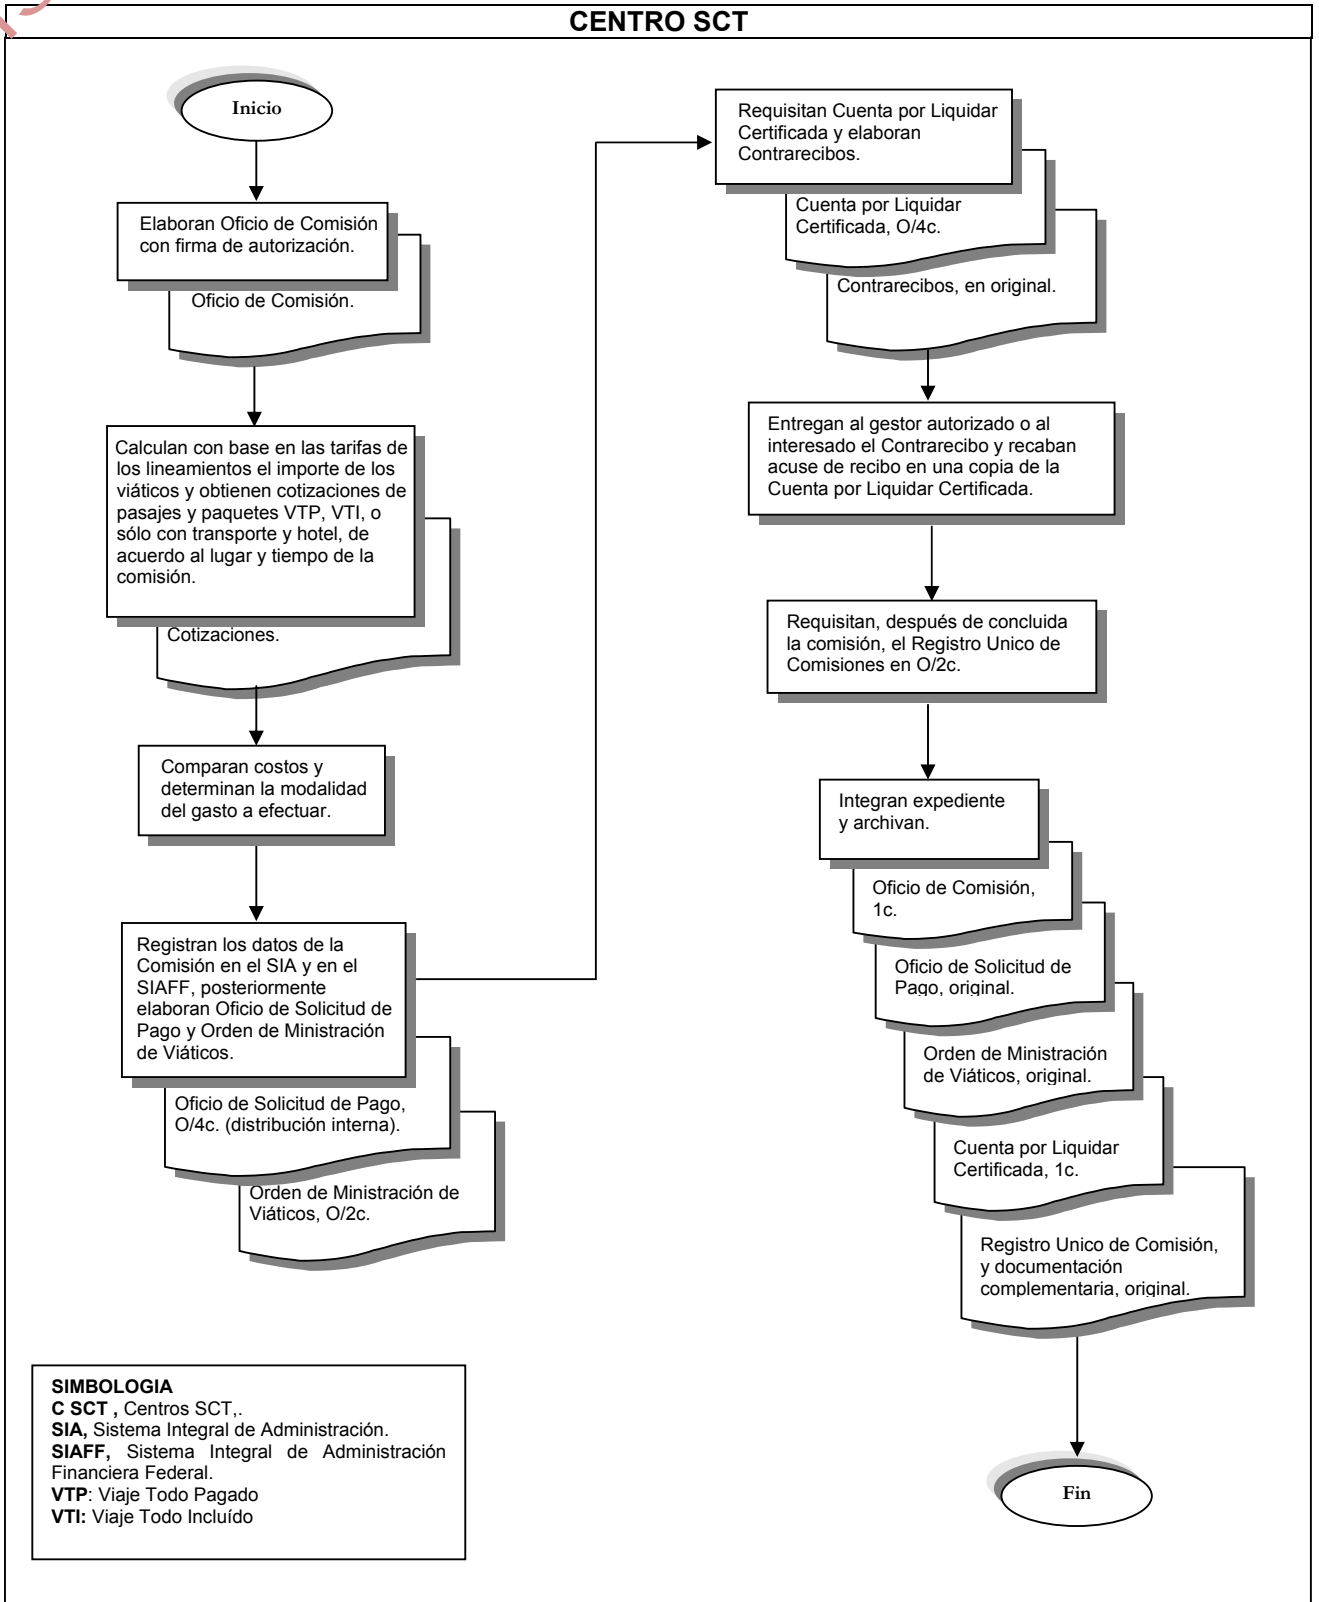 CENTRO SCT
Inicio
Elaboran Oficio de Comisión
con firma de autorización.
Oficio de Comisión.
Calculan con base en las tarifas de
los lineamientos el importe de los
viáticos y obtienen cotizaciones de
pasajes y paquetes VTP, VTI, o
sólo con transporte y hotel, de
acuerdo al lugar y tiempo de la
comisión.
Cotizaciones.
Comparan costos y
determinan la modalidad
del gasto a efectuar.
Registran los datos de la
Comisión en el SIA y en el
SIAFF, posteriormente
elaboran Oficio de Solicitud de
Pago y Orden de Ministración
de Viáticos.
Oficio de Solicitud de Pago,
O/4c. (distribución interna).
Orden de Ministración de
Viáticos, O/2c.
Requisitan Cuenta por Liquidar
Certificada y elaboran
Contrarecibos.
Cuenta por Liquidar
Certificada, O/4c.
Contrarecibos, en original.
Entregan al gestor autorizado o al
interesado el Contrarecibo y recaban
acuse de recibo en una copia de la
Cuenta por Liquidar Certificada.
Requisitan, después de concluida
la comisión, el Registro Unico de
Comisiones en O/2c.
Integran expediente
y archivan.
Oficio de Comisión,
1c.
Oficio de Solicitud de
Pago, original.
Orden de Ministración
de Viáticos, original.
Cuenta por Liquidar
Certificada, 1c.
Registro Unico de Comisión,
y documentación
complementaria, original.
Fin
SIMBOLOGIA
C SCT , Centros SCT,.
SIA, Sistema Integral de Administración.
SIAFF, Sistema Integral de Administración
Financiera Federal.
VTP: Viaje Todo Pagado
VTI: Viaje Todo Incluído